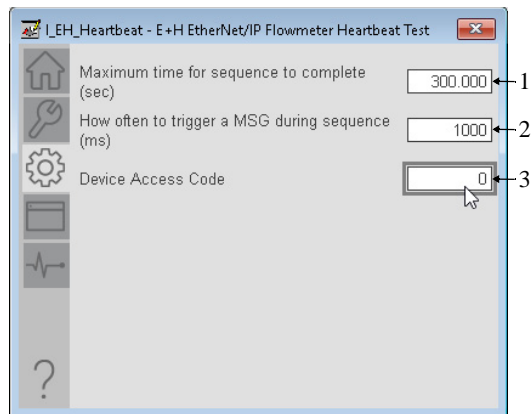 I_EH_Heartbeat - E+H EtherNet/IP Flowmeter Heartbeat Test
Maximum time for sequence to complete
(sec)
300.000
1
How often to trigger a MSG during sequence
(ms)
1000
2
Device Access Code
0
3
?